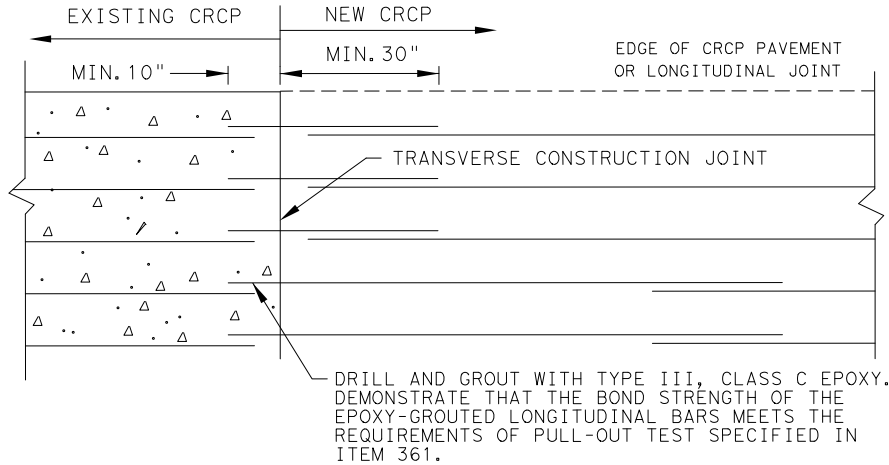 EXISTING CRCP
NEW CRCP
MIN. 10"
MIN. 30"
EDGE OF CRCP PAVEMENT
OR LONGITUDINAL JOINT
TRANSVERSE CONSTRUCTION JOINT
DRILL AND GROUT WITH TYPE III, CLASS C EPOXY.
DEMONSTRATE THAT THE BOND STRENGTH OF THE
EPOXY-GROUTED LONGITUDINAL BARS MEETS THE
REQUIREMENTS OF PULL-OUT TEST SPECIFIED IN
ITEM 361.